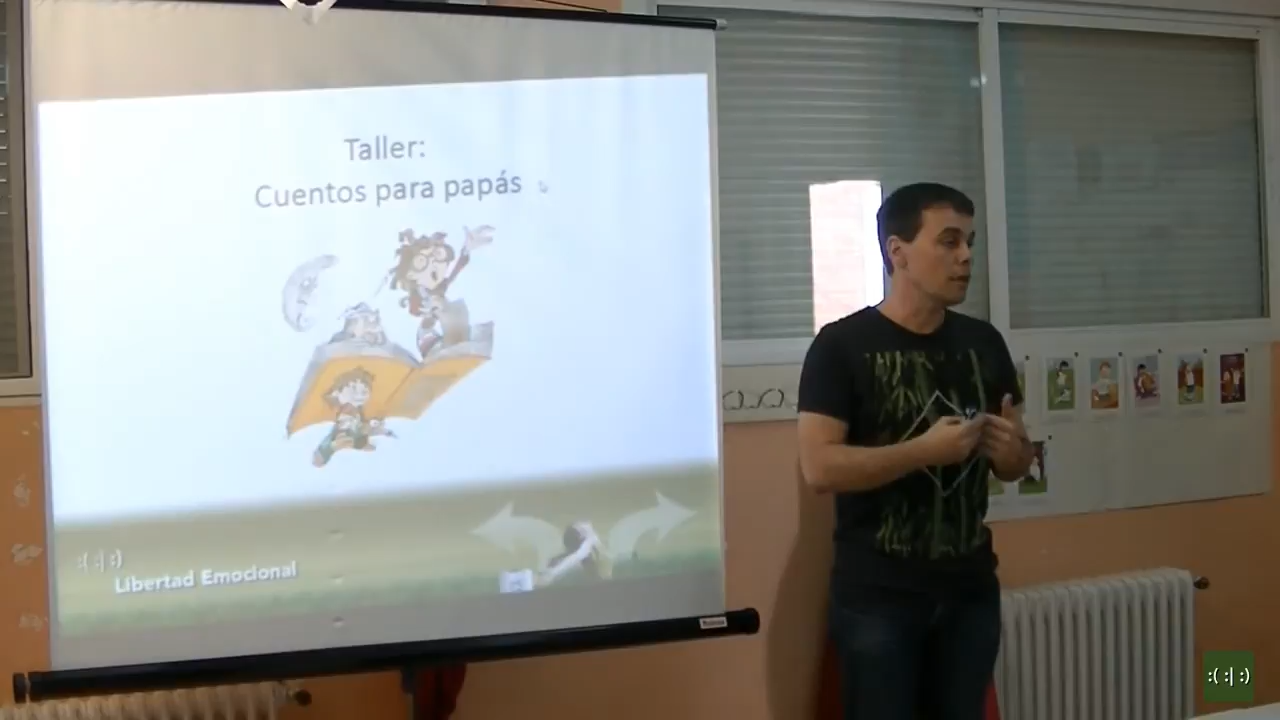 Taller:
Cuentos para papás
:( :| :)
Libertad Emocional
:( :| :)